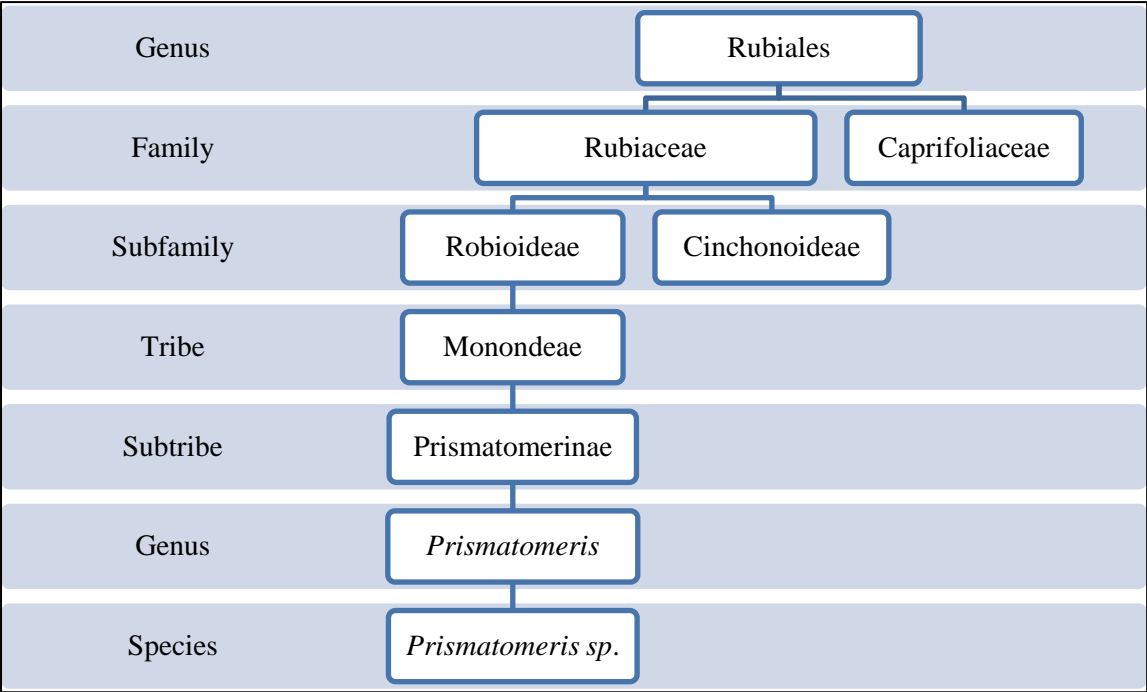 Genus Rubiales
Family Rubiaceae Caprifoliaceae
Subfamily Robioideae Cinchonoideae
Tribe Monondeae
Subtribe Prismatomerinae
Genus Prismatomeris
Species Prismatomeris sp.